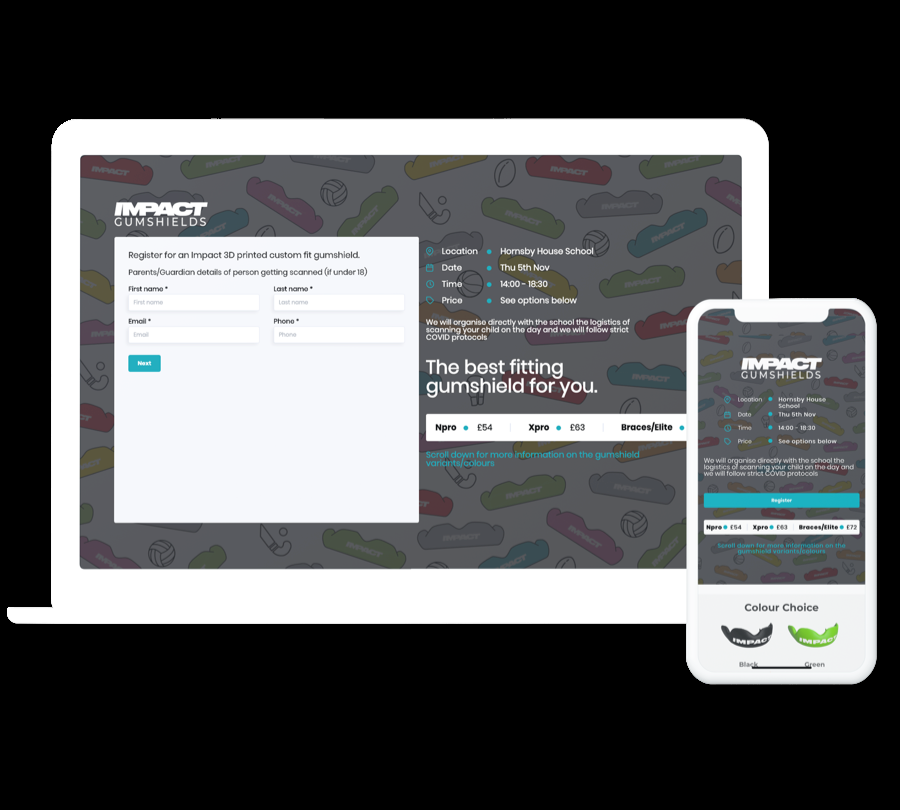 IMPACT
GUMSHIELDS
Register for an Impact 3D printed custom fit gumshield.
Parents/Guardian details of person getting scanned (if under 18)
First name *
Last name *
First name
Last name
Email *
Phone *
Email
Phone
Next
Location • Hornsby House School
Date • Thu 5th Nov
Time • 14:00 - 18:30
Price • See options below
We will organise directly with the school the logistics of
scanning your child on the day and we will follow strict
COVID protocols
The best fitting
gumshield for you.
Npro • £54
Xpro • £63
Braces/Elite •
Scroll down for more information on the gumshield
variants/colours
IMPACT
GUMSHIELDS
Location • Hornsby House
School
Date • Thu 5th Nov
Time • 14:00 - 18:30
Price • See options below
We will organise directly with the school the
logistics of scanning your child on the day and
we will follow strict COVID protocols
Register
Npro • £54
Xpro • £63
Braces/Elite • £72
Scroll down for more information on the
gumshield variants/colours
Colour Choice
IMPACT
IMPACT
Black
Green